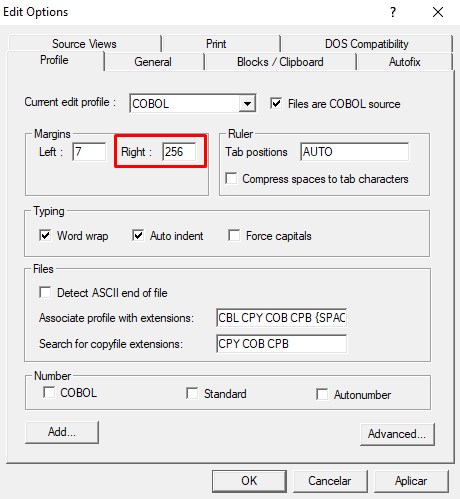 Edit Options
Source Views Print DOS Compatibility
Profile General Blocks / Clipboard Autofix
Current edit profile : COBOL Files are COBOL source
Margins
Left : 7 Right : 256
Ruler
Tab positions AUTO
Compress spaces to tab characters
Typing
Word wrap Auto indent Force capitals
Files
Detect ASCII end of file
Associate profile with extensions: CBL CPY COB CPB {SPAC
Search for copyfile extensions: CPY COB CPB
Number
COBOL Standard Autonumber
Add... Advanced...
OK Cancelar Aplicar